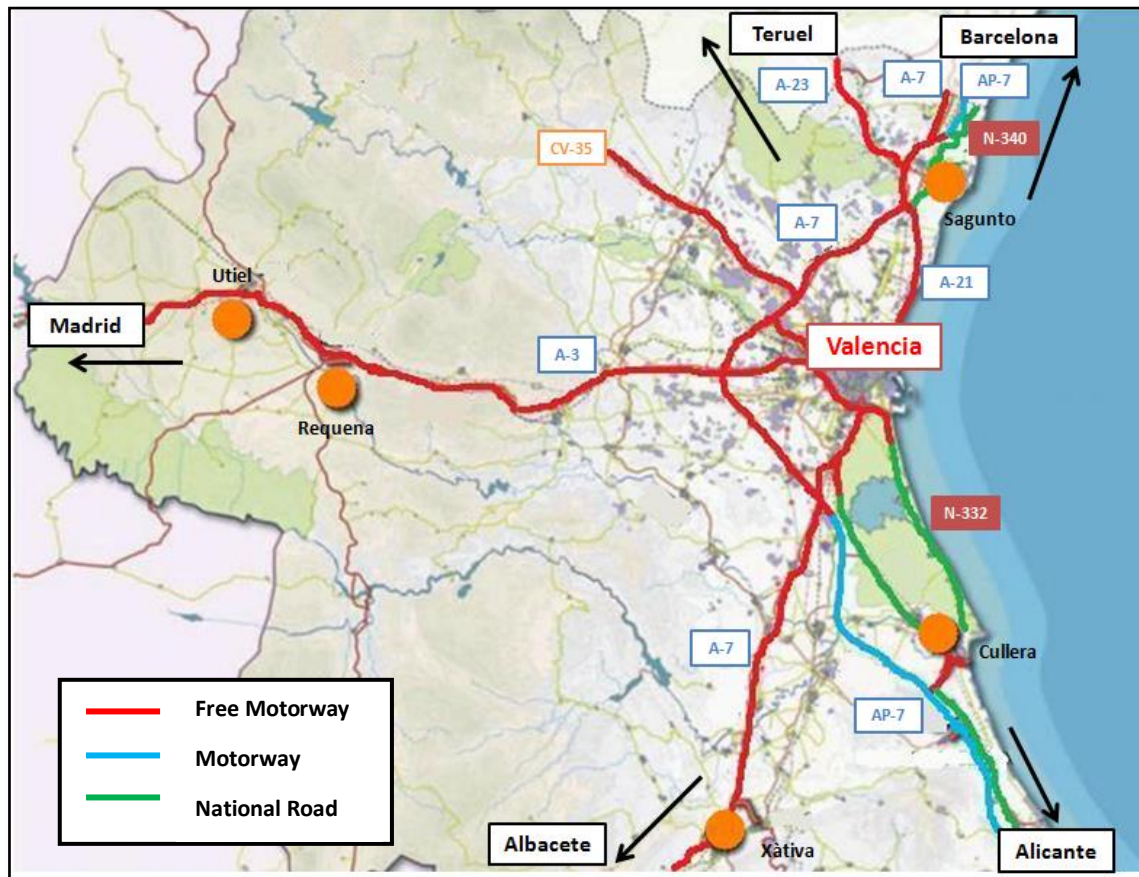 Teruel
Barcelona
A-23
A-7
AP-7
N-340
CV-35
A-7
Sagunto
Utiel
A-21
Madrid
A-3
Valencia
Requena
N-332
A-7
Cullera
Free Motorway
Motorway
National Road
AP-7
Albacete
Xàtiva
Alicante